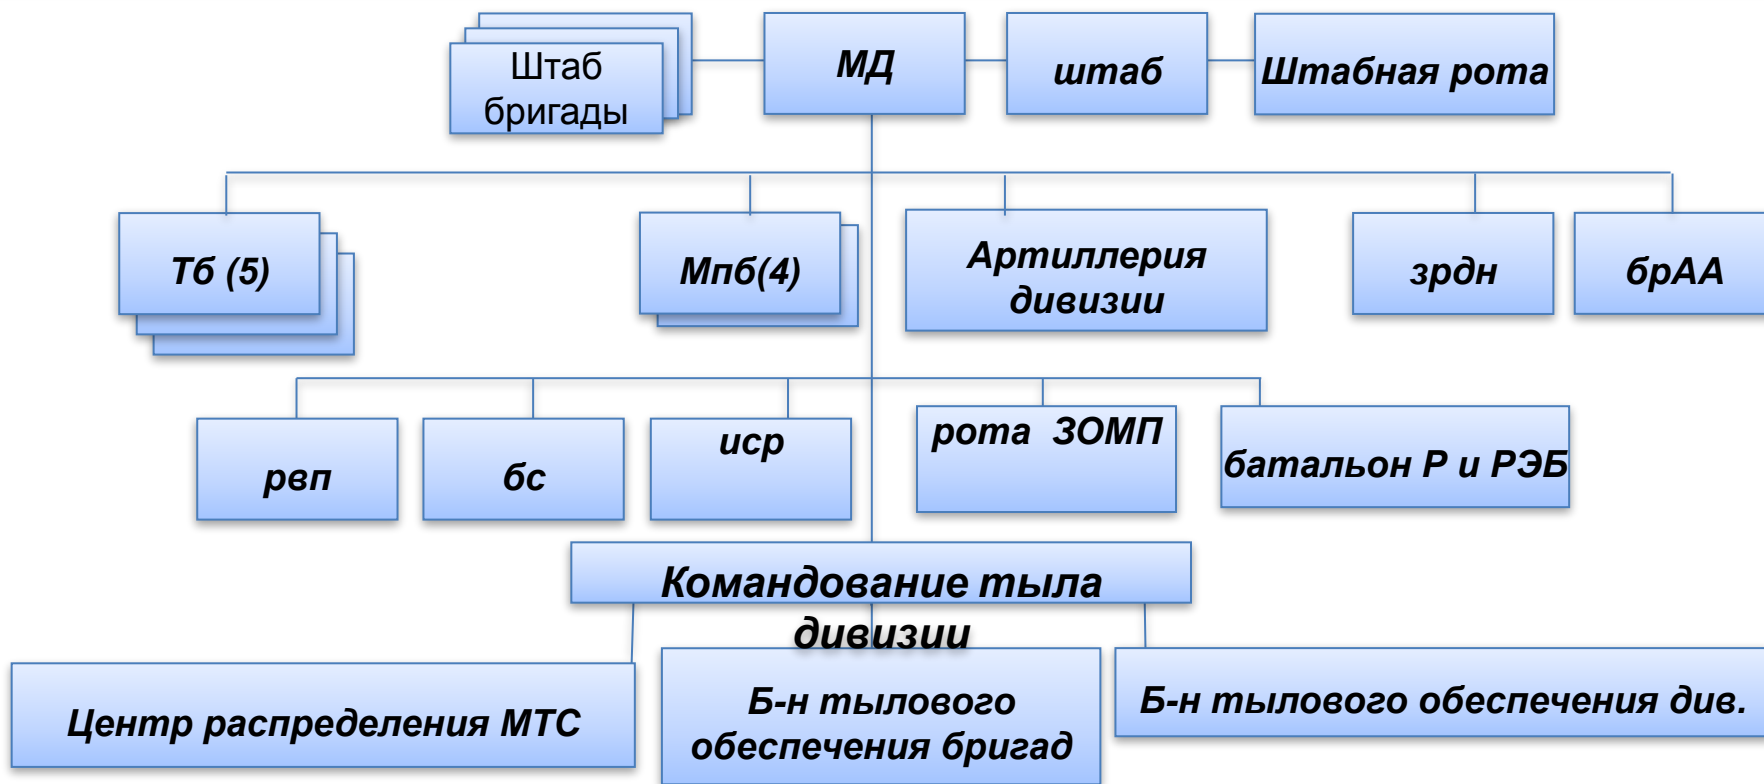 Штаб
бригады
МД
штаб
Штабная рота
Тб (5)
Мпб(4)
Артиллерия
дивизии
зрдн
брАА
рвп
бс
иср
рота ЗОМП
батальон Р и РЭБ
Командование тыла
дивизии
Центр распределения МТС
Б-н тылового
обеспечения бригад
Б-н тылового обеспечения див.